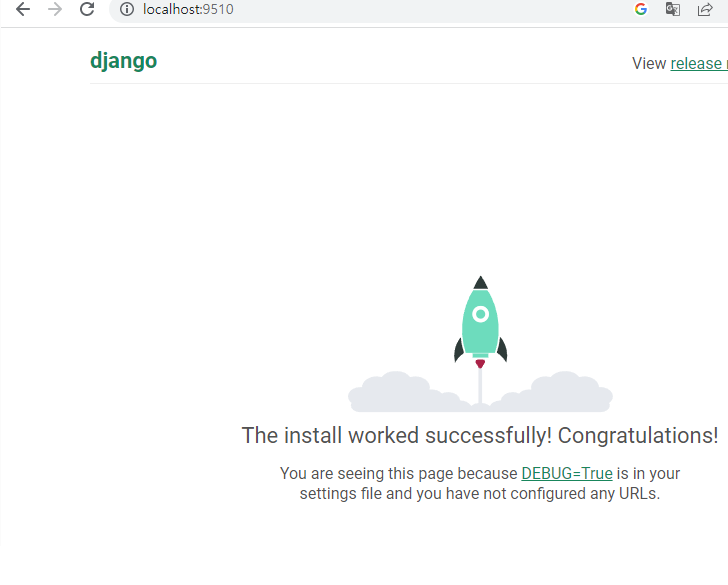 localhost:9510
django
View release
The install worked successfully! Congratulations!
You are seeing this page because DEBUG=True is in your
settings file and you have not configured any URLs.